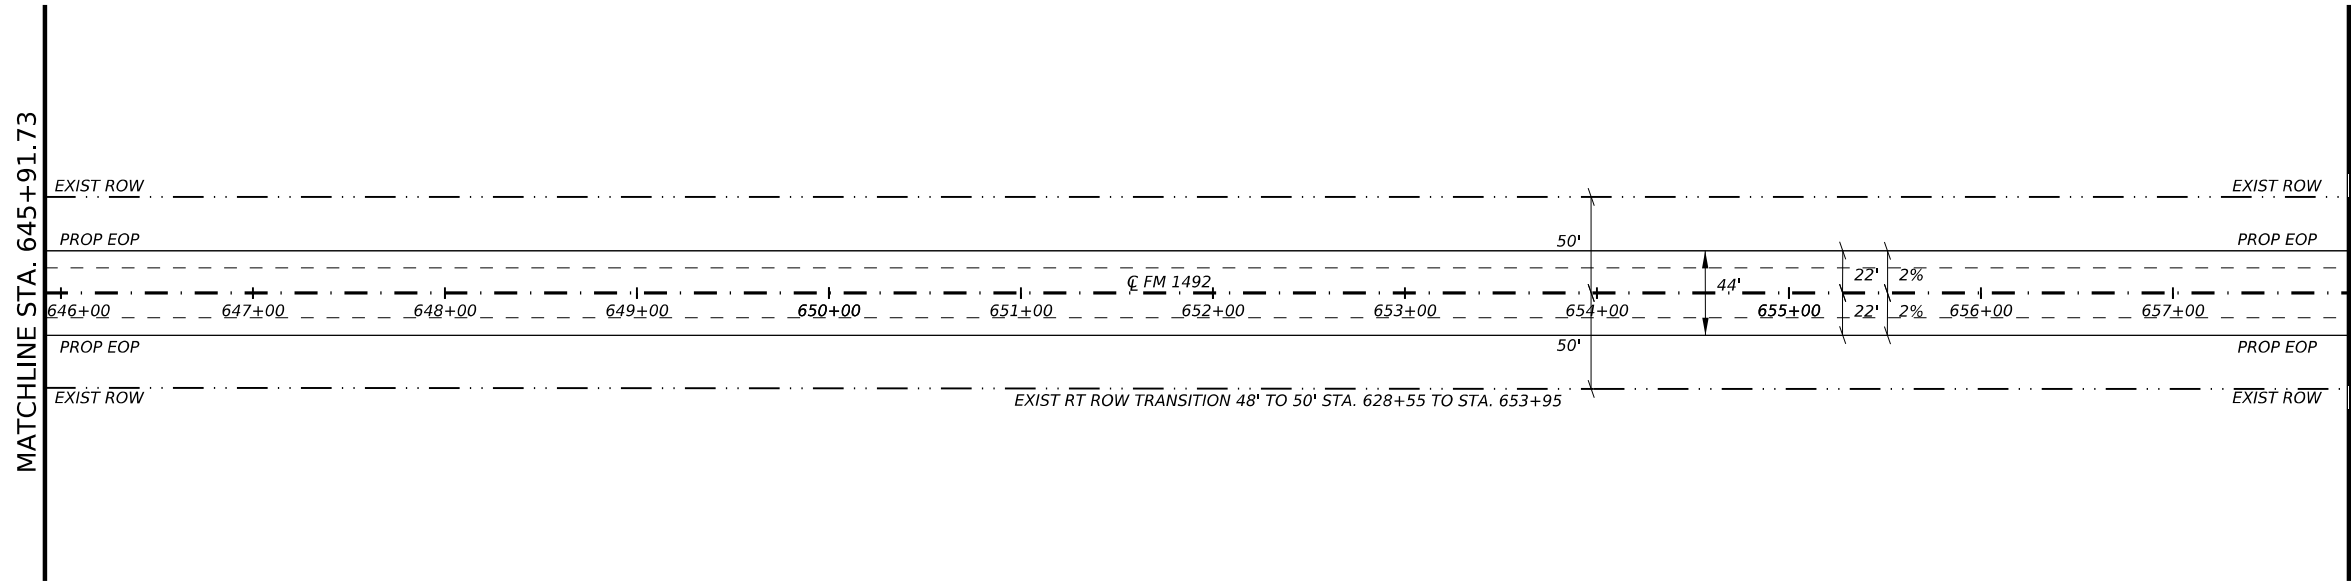 MATCHLINE STA. 645+91.73
EXIST ROW
EXIST ROW
PROP EOP
50'
PROP EOP
22' 2%
℄ FM 1492
44'
646+00 647+00 648+00 649+00 650+00 651+00 652+00 653+00 654+00 655+00 22' 2% 656+00 657+00
PROP EOP
50'
PROP EOP
EXIST ROW
EXIST RT ROW TRANSITION 48' TO 50' STA. 628+55 TO STA. 653+95
EXIST ROW